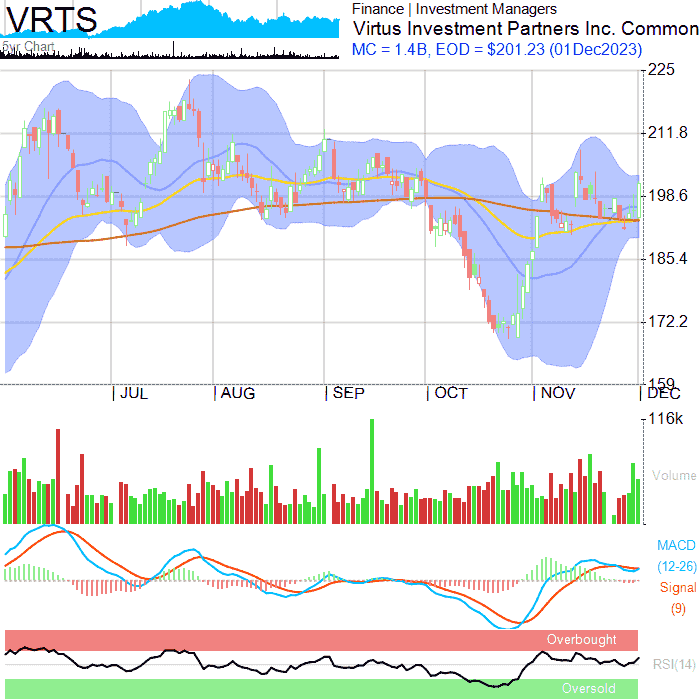 VRTS
5yr Chart
Finance | Investment Managers
Virtus Investment Partners Inc. Common
MC = 1.4B, EOD = $201.23 (01Dec2023)
225
211.8
198.6
185.4
172.2
159
JUL AUG SEP OCT NOV DEC
116k
Volume
MACD
(12-26)
Signal
(9)
Overbought
RSI(14)
Oversold